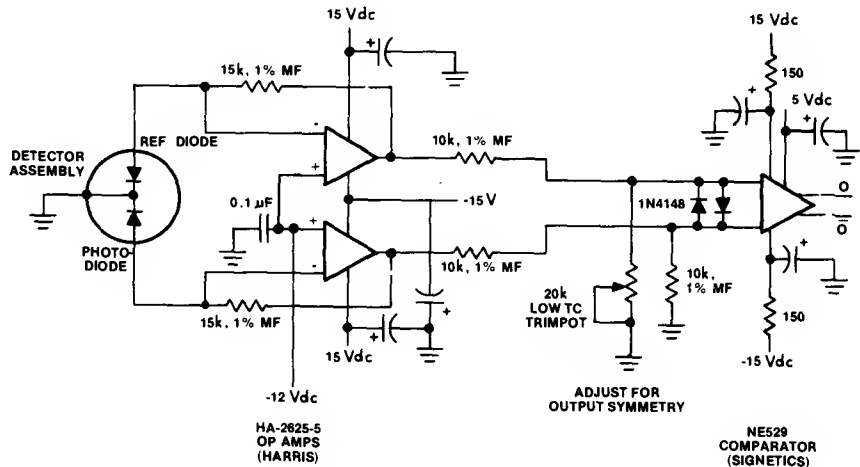 15 Vdc
15 Vdc
+
15k, 1% MF
150
+
5 Vdc
+
REF DIODE
-
10k, 1% MF
DETECTOR
ASSEMBLY
+
0.1 µF
-15V
1N4148
O
O
+
10k, 1% MF
+
PHOTO-
DIODE
-
20k
LOW TC
TRIMPOT
10k,
1% MF
15k, 1% MF
+
150
+
15 Vdc
-15 Vdc
-12 Vdc
ADJUST FOR
OUTPUT SYMMETRY
HA-2625-5
OP AMPS
(HARRIS)
NE529
COMPARATOR
(SIGNETICS)